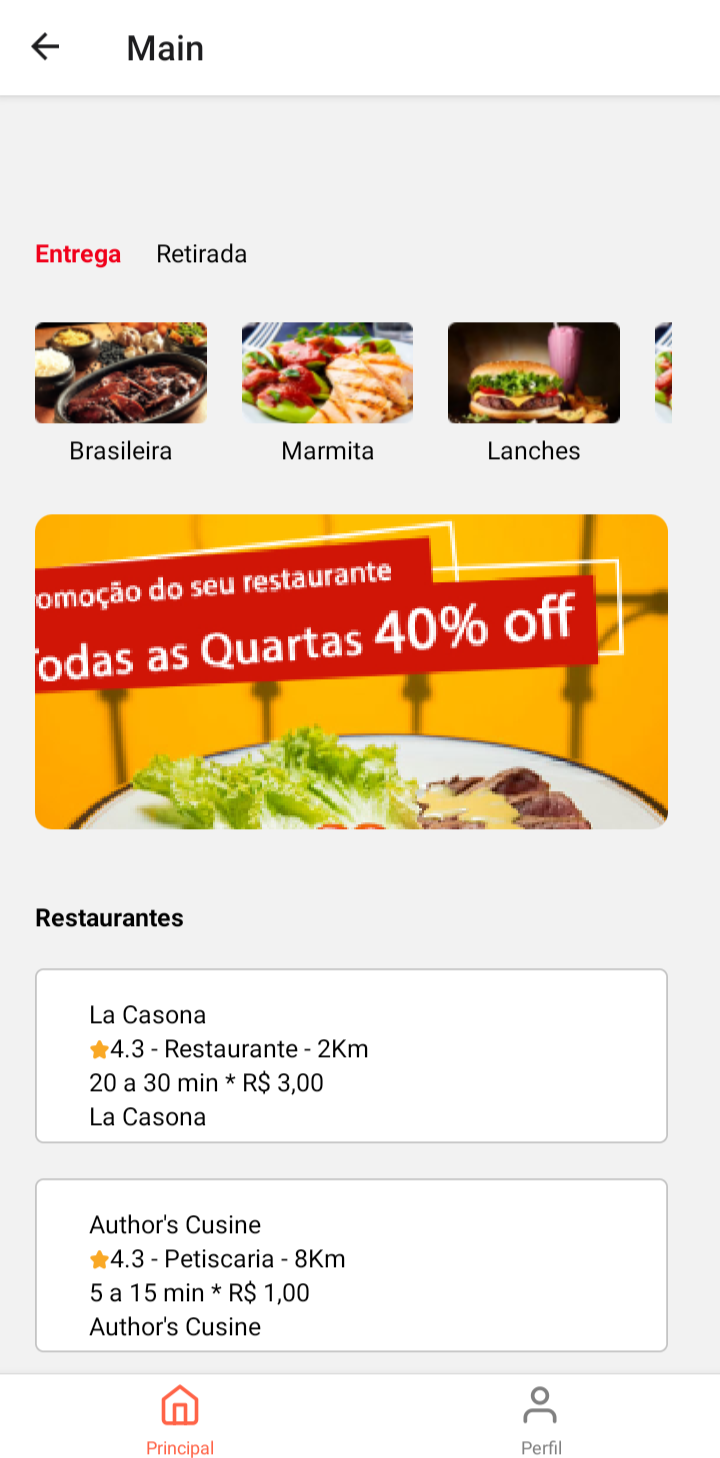 Main
Entrega Retirada
Brasileira Marmita Lanches
omoção do seu restaurante
odas as Quartas 40% off
Restaurantes
La Casona
4.3 - Restaurante - 2Km
20 a 30 min * R$ 3,00
La Casona
Author's Cusine
4.3 - Petiscaria - 8Km
5 a 15 min * R$ 1,00
Author's Cusine
Principal Perfil